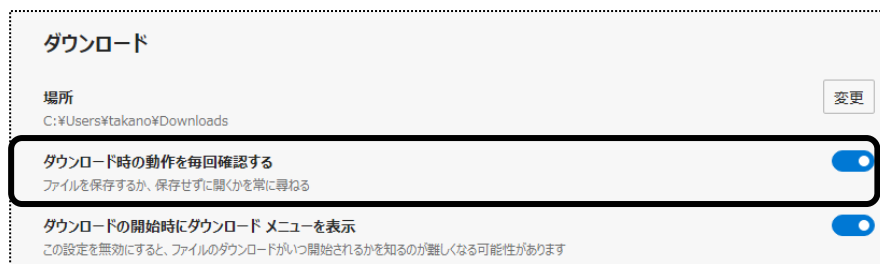 ダウンロード
場所
変更
C:¥Users¥takano¥Downloads
ダウンロード時の動作を毎回確認する
ファイルを保存するか、保存せずに開くかを常に尋ねる
ダウンロードの開始時にダウンロード メニューを表示
この設定を無効にすると、ファイルのダウンロードがいつ開始されるかを知るのが難しくなる可能性があります